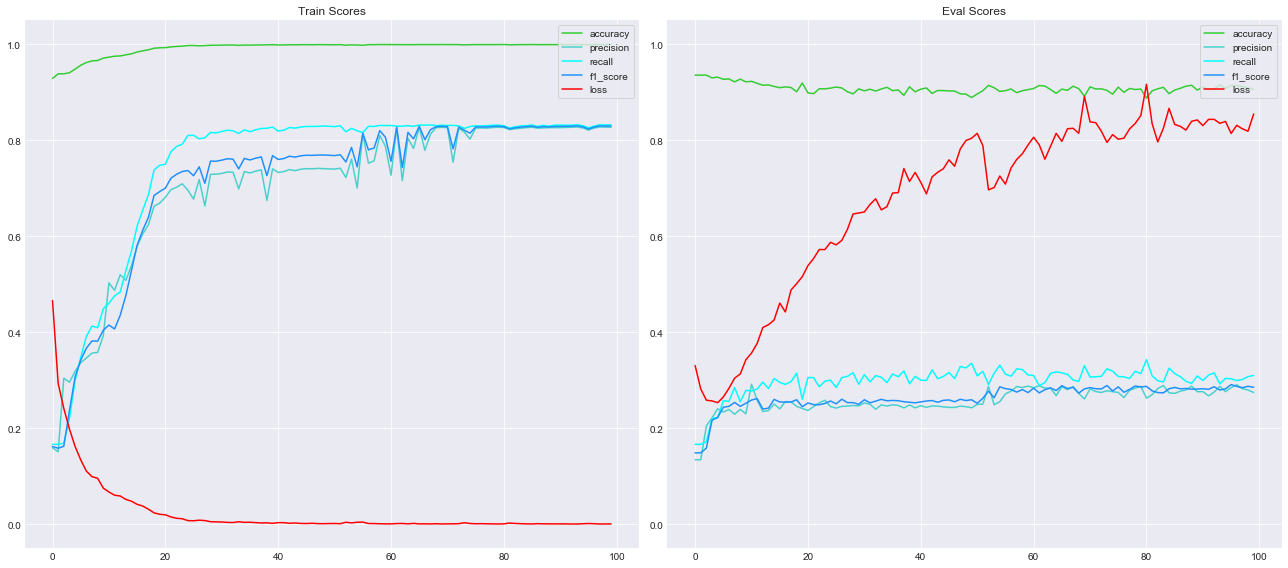 Train Scores
accuracy
precision
recall
f1_score
loss
1.0
0.8
0.6
0.4
0.2
0.0
0 20 40 60 80 100
Eval Scores
accuracy
precision
recall
f1_score
loss
1.0
0.8
0.6
0.4
0.2
0.0
0 20 40 60 80 100